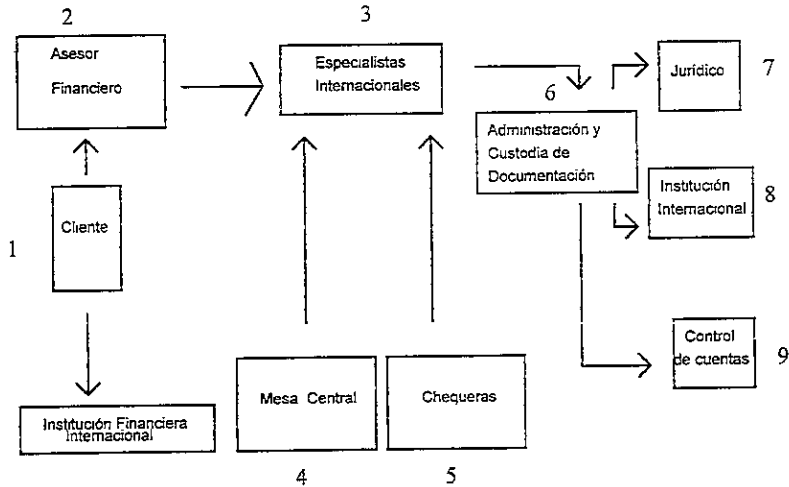 2
3
Asesor
Financiero
Especialistas
Internacionales
Jurídico
7
6
Administración y
Custodia de
Documentación
Cliente
1
Institución
Internacional
8
Control
de cuentas
9
Mesa Central
Chequeras
Institución Financiera
Internacional
4
5